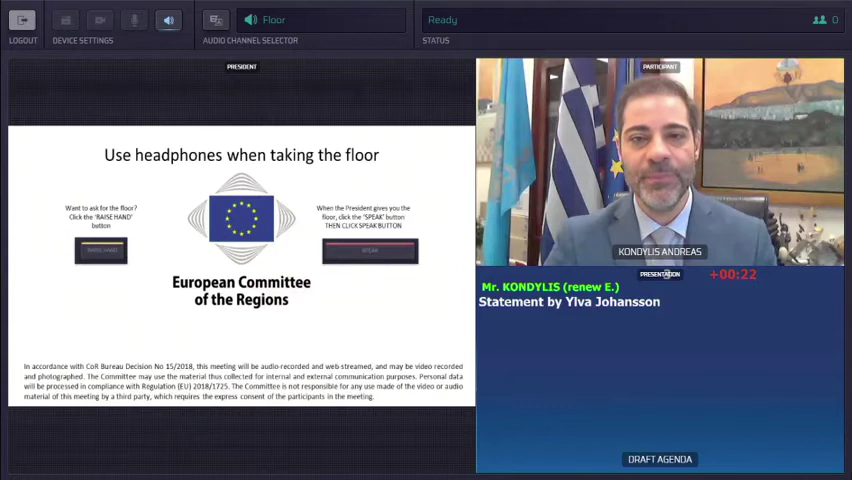 LOGOUT
DEVICE SETTINGS
Floor
AUDIO CHANNEL SELECTOR
Ready
0
STATUS
PRESIDENT
Use headphones when taking the floor
Want to ask for the floor?
Click the 'RAISE HAND'
button
RAISE HAND
When the President gives you the
floor, click the 'SPEAK' button
THEN CLICK SPEAK BUTTON
SPEAK
European Committee
of the Regions
In accordance with CoR Bureau Decision No 15/2018, this meeting will be audio-recorded and web streamed, and may be video recorded
and photographed. The Committee may use the material thus collected for internal and external communication purposes. Personal data
will be processed in compliance with Regulation (EU) 2018/1725. The Committee is not responsible for any use made of the video or audio
material of this meeting by a third party, which requires the express consent of the participants in the meeting.
PARTICIPANT
KONDYLIS ANDREAS
PRESENTATION
+00:22
Mr. KONDYLIS (renew E.)
Statement by Ylva Johansson
DRAFT AGENDA